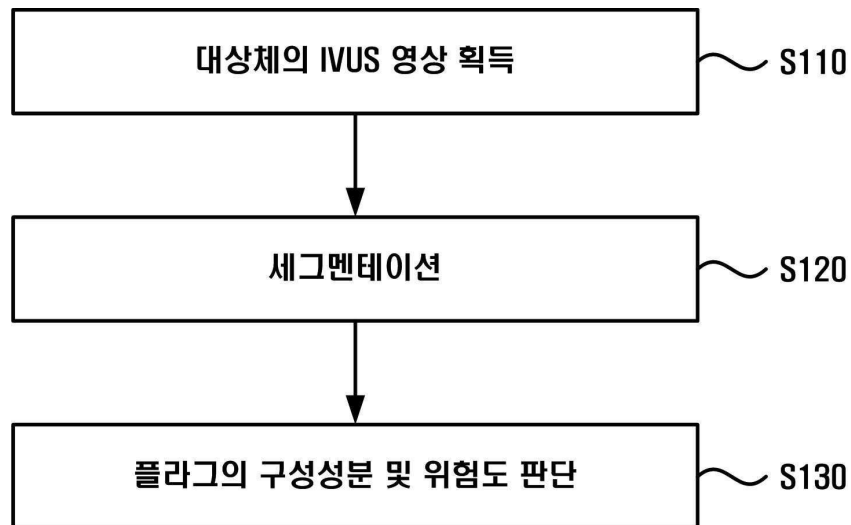 대상체의 IVUS 영상 획득
S110
세그멘테이션
S120
플라그의 구성성분 및 위험도 판단
S130